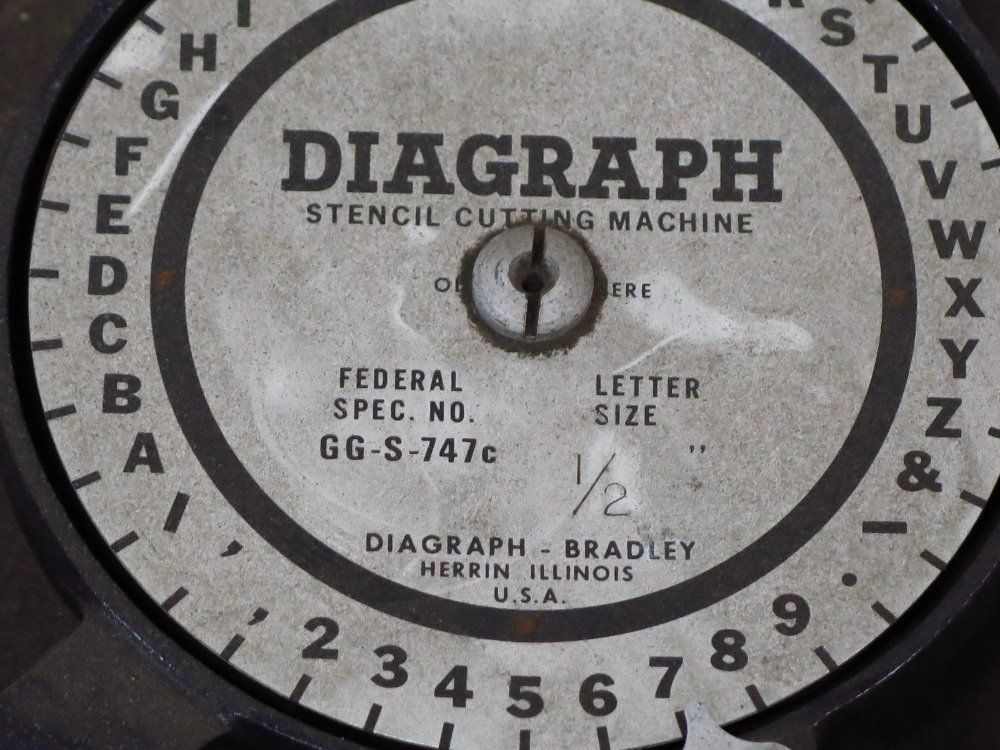 DIAGRAPH
STENCIL CUTTING MACHINE
FEDERAL
SPEC. NO.
GG-S-747c
LETTER
SIZE
1/2 "
DIAGRAPH - BRADLEY
HERRIN ILLINOIS
U.S.A.
S T U V W X Y Z & - . 9 8 7 6 5 4 3 2 , ' / A B C D E F G H I